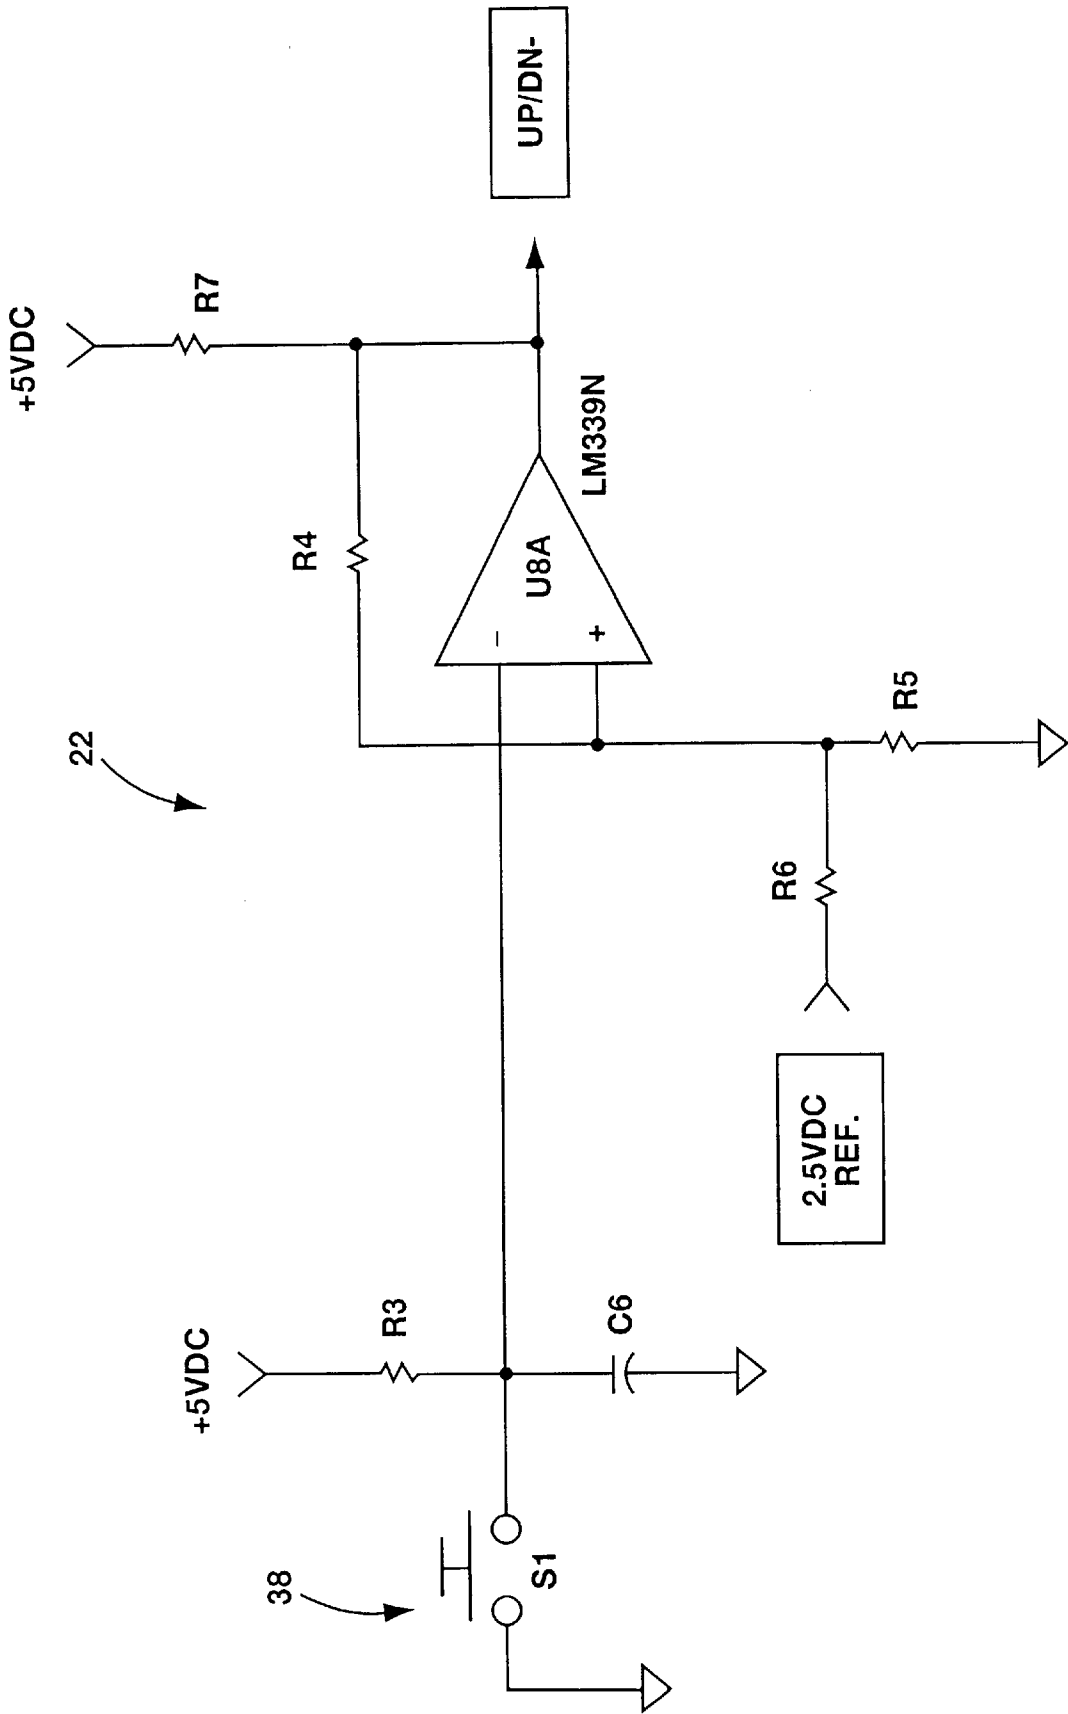 22
38
S1
+5VDC
R3
C6
2.5VDC
REF.
R6
R5
R4
U8A
-
+
LM339N
+5VDC
R7
UP/DN-